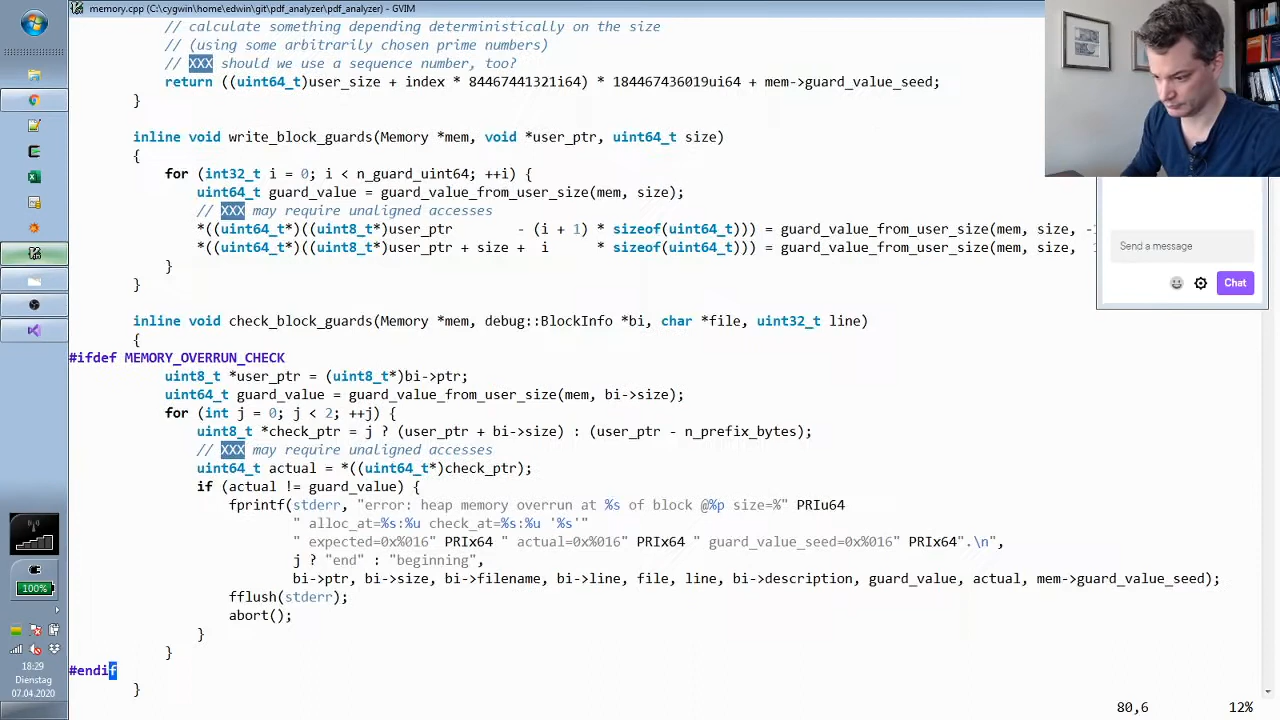 memory.cpp (C:\cygwin\home\edwin\git\pdf_analyzer\pdf_analyzer) - GVIM
// calculate something depending deterministically on the size
// (using some arbitrarily chosen prime numbers)
// XXX should we use a sequence number, too?
return ((uint64_t)user_size + index * 84467441321i64) * 184467436019ui64 + mem->guard_value_seed;
}
inline void write_block_guards(Memory *mem, void *user_ptr, uint64_t size)
{
for (int32_t i = 0; i < n_guard_uint64; ++i) {
uint64_t guard_value = guard_value_from_user_size(mem, size);
// XXX may require unaligned accesses
*((uint64_t*)((uint8_t*)user_ptr - (i + 1) * sizeof(uint64_t))) = guard_value_from_user_size(mem, size, -
*((uint64_t*)((uint8_t*)user_ptr + size + i * sizeof(uint64_t))) = guard_value_from_user_size(mem, size,
}
}
Send a message
Chat
inline void check_block_guards(Memory *mem, debug::BlockInfo *bi, char *file, uint32_t line)
{
#ifdef MEMORY_OVERRUN_CHECK
uint8_t *user_ptr = (uint8_t*)bi->ptr;
uint64_t guard_value = guard_value_from_user_size(mem, bi->size);
for (int j = 0; j < 2; ++j) {
uint8_t *check_ptr = j ? (user_ptr + bi->size) : (user_ptr - n_prefix_bytes);
// XXX may require unaligned accesses
uint64_t actual = *((uint64_t*)check_ptr);
if (actual != guard_value) {
fprintf(stderr, "error: heap memory overrun at %s of block @%p size=%" PRIu64
" alloc_at=%s:%u check_at=%s:%u '%s'"
" expected=0x%016" PRIx64 " actual=0x%016" PRIx64 " guard_value_seed=0x%016" PRIx64".\n",
j ? "end" : "beginning",
bi->ptr, bi->size, bi->filename, bi->line, file, line, bi->description, guard_value, actual, mem->guard_value_seed);
fflush(stderr);
abort();
}
}
#endif
}
80,6 12%
100%
18:29
Dienstag
07.04.2020